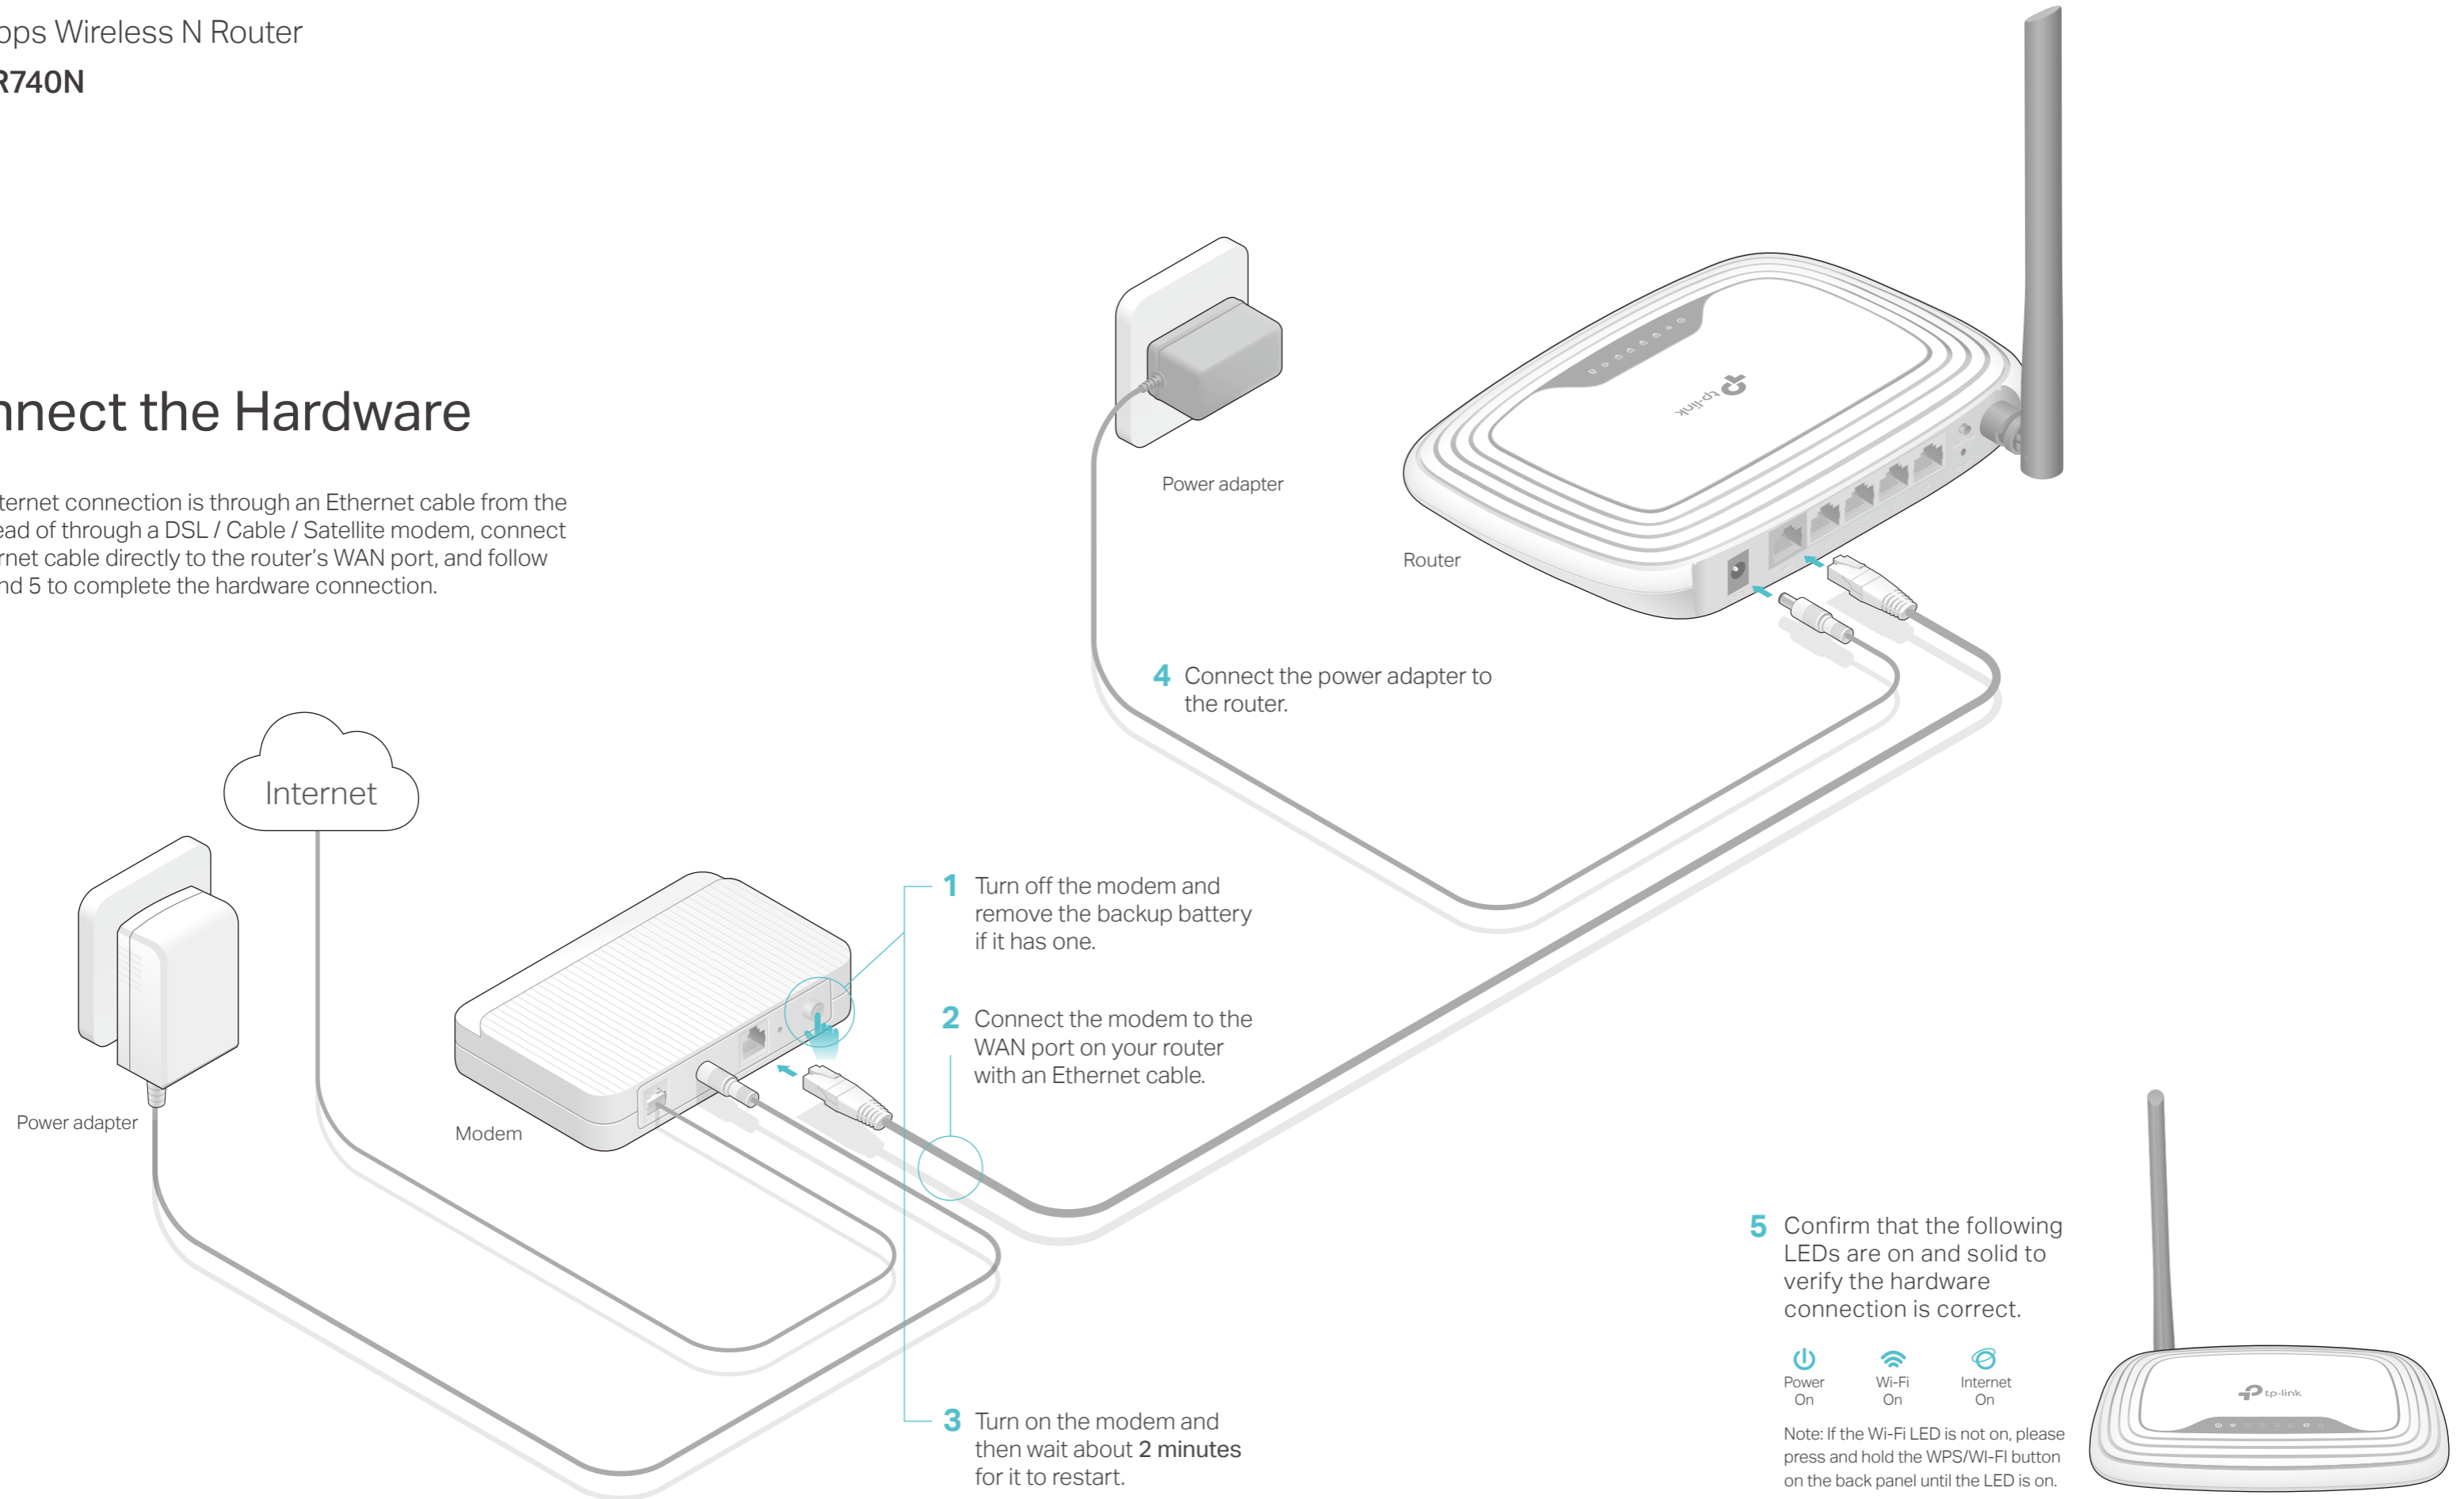 ops Wireless N Router
R740N
nnect the Hardware
ternet connection is through an Ethernet cable from the
ead of through a DSL / Cable / Satellite modem, connect
rnet cable directly to the router's WAN port, and follow
nd 5 to complete the hardware connection.
Power adapter
tp-link
Router
4 Connect the power adapter to
the router.
Internet
Power adapter
Modem
1 Turn off the modem and
remove the backup battery
if it has one.
2 Connect the modem to the
WAN port on your router
with an Ethernet cable.
3 Turn on the modem and
then wait about 2 minutes
for it to restart.
5 Confirm that the following
LEDs are on and solid to
verify the hardware
connection is correct.
Power
On
Wi-Fi
On
Internet
On
Note: If the Wi-Fi LED is not on, please
press and hold the WPS/WI-FI button
on the back panel until the LED is on.
tp-link